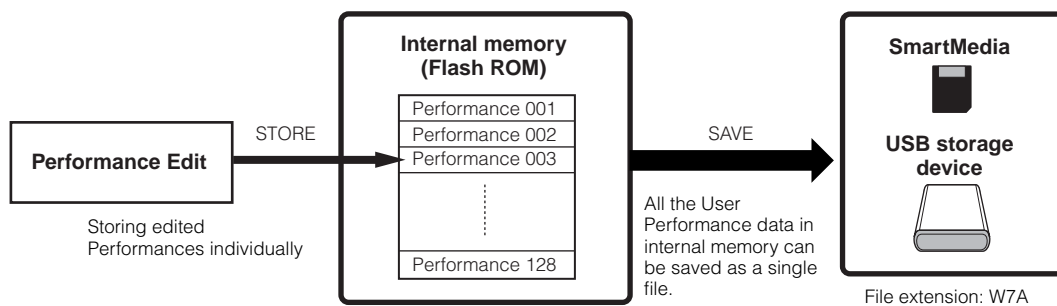 Performance Edit
Storing edited
Performances individually
STORE
Internal memory
(Flash ROM)
Performance 001
Performance 002
Performance 003
Performance 128
SAVE
All the User
Performance data in
internal memory can
be saved as a single
file.
SmartMedia
USB storage
device
File extension: W7A